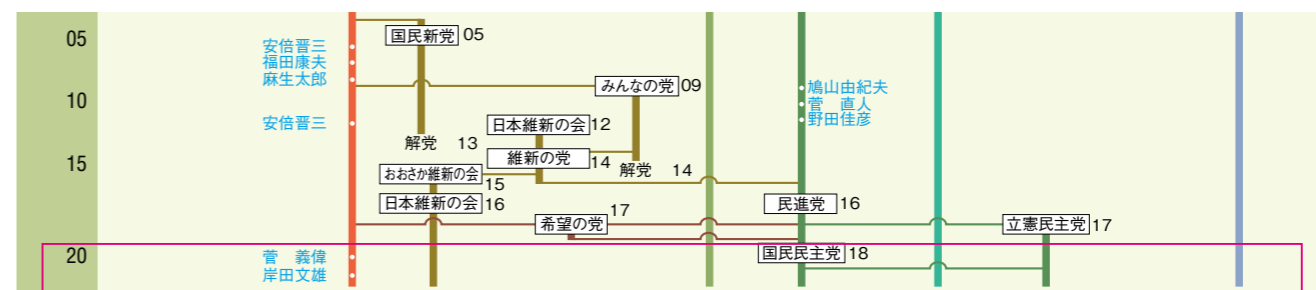 05
安倍晋三
福田康夫
麻生太郎
国民新党 05
みんなの党 09
鳩山由紀夫
菅　直人
野田佳彦
10
安倍晋三
日本維新の会 12
解党　13
維新の党 14
解党　14
15
おおさか維新の会 15
日本維新の会 16
民進党 16
希望の党 17
立憲民主党 17
20
菅　義偉
岸田文雄
国民民主党 18